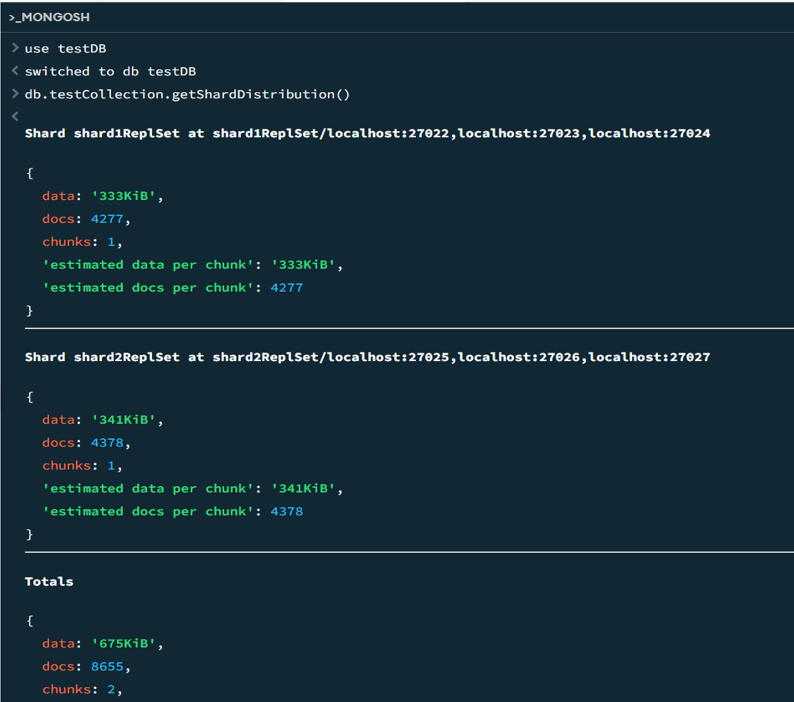 >_MONGOSH
> use testDB
< switched to db testDB
> db.testCollection.getShardDistribution()
<
Shard shard1ReplSet at shard1ReplSet/localhost:27022,localhost:27023,localhost:27024
{
data: '333KiB',
docs: 4277,
chunks: 1,
'estimated data per chunk': '333KiB',
'estimated docs per chunk': 4277
}
Shard shard2ReplSet at shard2ReplSet/localhost:27025,localhost:27026,localhost:27027
{
data: '341KiB',
docs: 4378,
chunks: 1,
'estimated data per chunk': '341KiB',
'estimated docs per chunk': 4378
}
Totals
{
data: '675KiB',
docs: 8655,
chunks: 2,